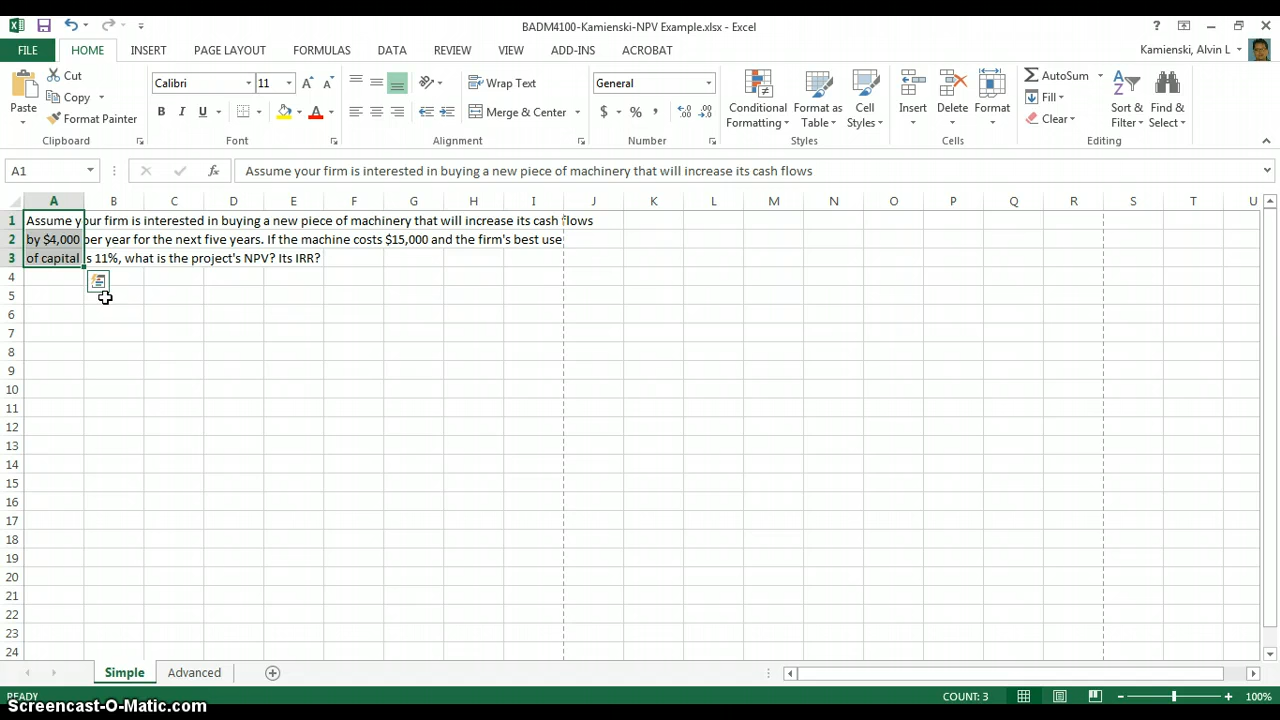 BADM4100-Kamienski-NPV Example.xlsx - Excel
FILE HOME INSERT PAGE LAYOUT FORMULAS DATA REVIEW VIEW ADD-INS ACROBAT Kamienski, Alvin L
Paste Cut Copy Format Painter Clipboard
Calibri 11 B I U A Font
Wrap Text Merge & Center Alignment
General $ % , Number
Conditional Formatting Format as Table Cell Styles Styles
Insert Delete Format Cells
AutoSum Fill Clear Sort & Filter Find & Select Editing
A1 fx Assume your firm is interested in buying a new piece of machinery that will increase its cash flows
A B C D E F G H I J K L M N O P Q R S T U
1 Assume your firm is interested in buying a new piece of machinery that will increase its cash flows
2 by $4,000 per year for the next five years. If the machine costs $15,000 and the firm's best use
3 of capital is 11%, what is the project's NPV? Its IRR?
4
5
6
7
8
9
10
11
12
13
14
15
16
17
18
19
20
21
22
23
24
Simple Advanced
READY COUNT: 3 100%
Screencast-O-Matic.com